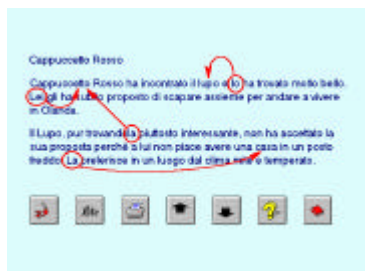 Cappuccetto Rosso
Cappuccetto Rosso ha incontrato il lupo e lo ha trovato molto bello.
Lei gli ha subito proposto di scapare assieme per andare a vivere
in Olanda.
Il Lupo, pur trovandola piuttosto interessante, non ha accettato la
sua proposta perché a lui non piace avere una casa in un posto
freddo. La preferisce in un luogo dal clima mite e temperato.